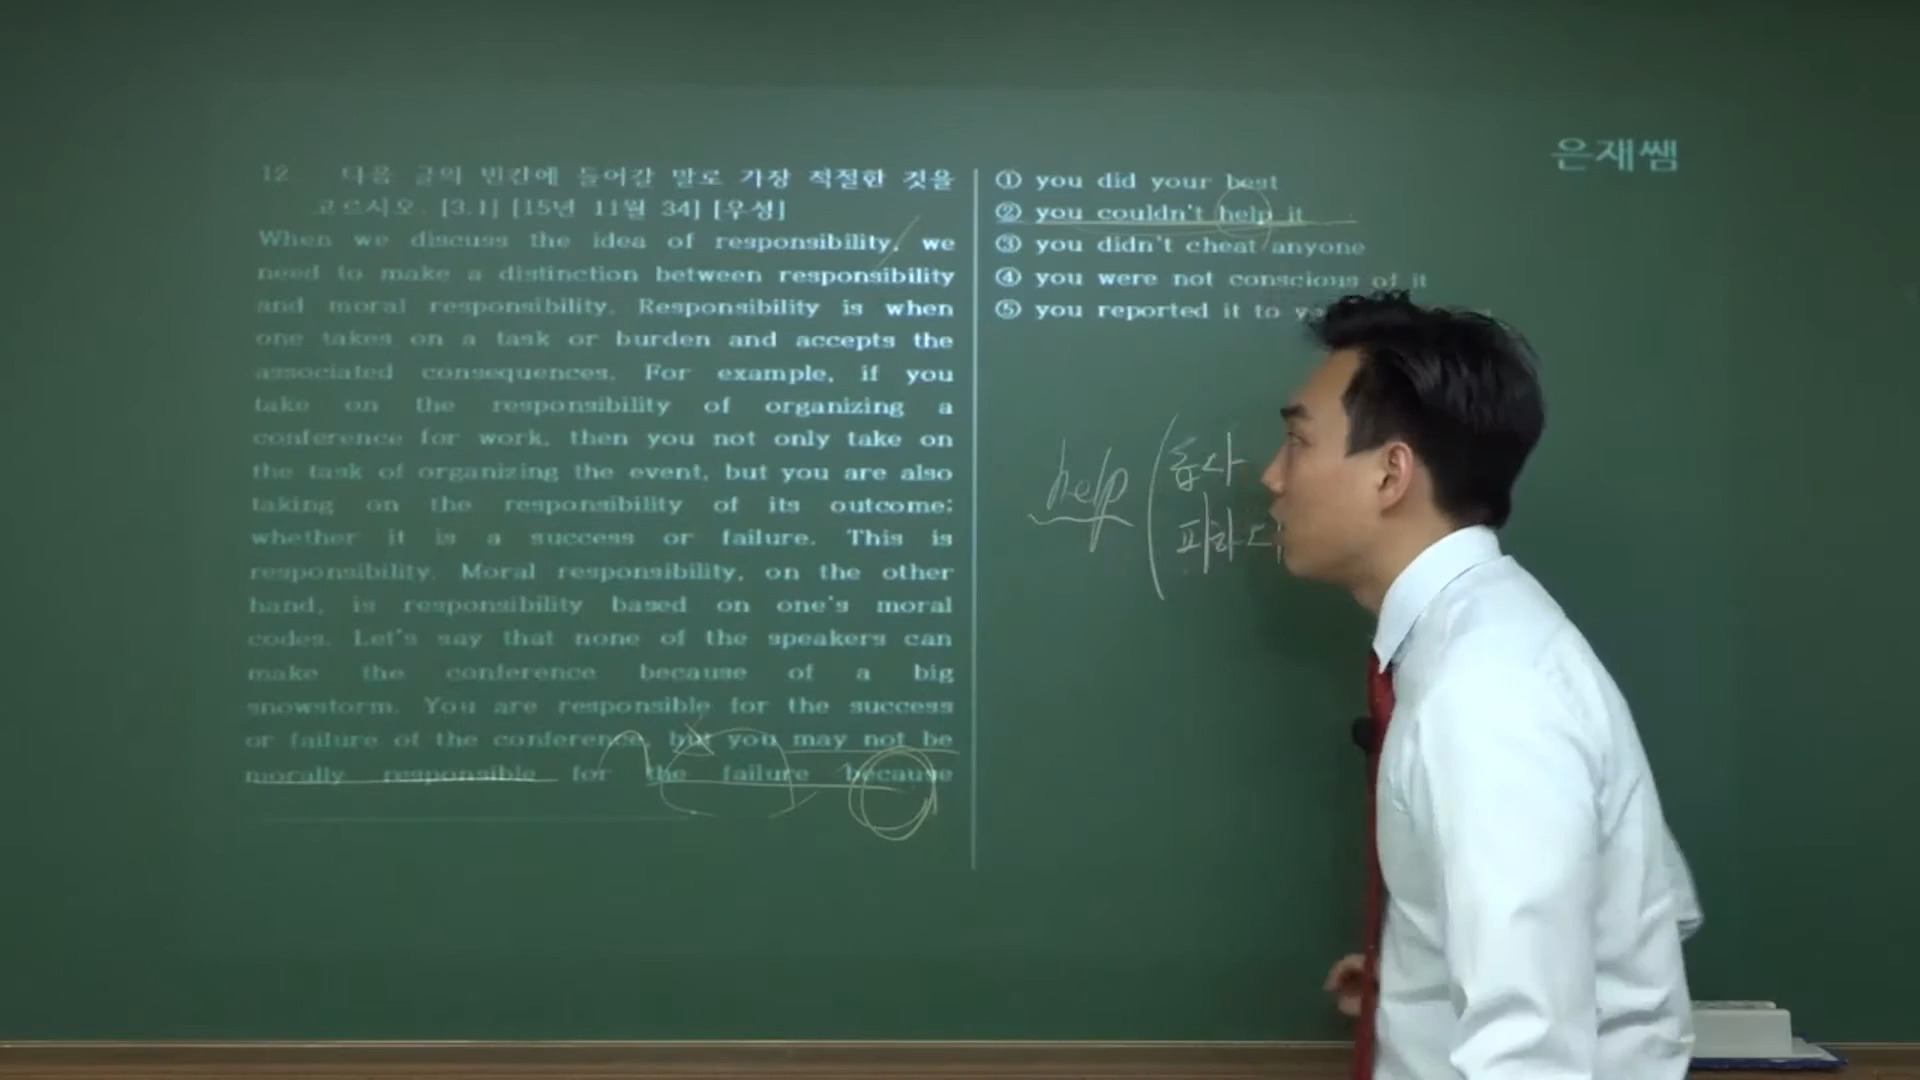 은재쌤
12 다음 글의 빈칸에 들어갈 말로 가장 적절한 것을
고르시오. [3.1] [15년 11월 34] [우성]
When we discuss the idea of responsibility, we
need to make a distinction between responsibility
and moral responsibility. Responsibility is when
one takes on a task or burden and accepts the
associated consequences. For example, if you
take on the responsibility of organizing a
conference for work, then you not only take on
the task of organizing the event, but you are also
taking on the responsibility of its outcome;
whether it is a success or failure. This is
responsibility. Moral responsibility, on the other
hand, is responsibility based on one's moral
codes. Let's say that none of the speakers can
make the conference because of a big
snowstorm. You are responsible for the success
or failure of the conference, but you may not be
morally responsible for the failure because
① you did your best
② you couldn't help it
③ you didn't cheat anyone
④ you were not conscious of it
⑤ you reported it to
help
피하다